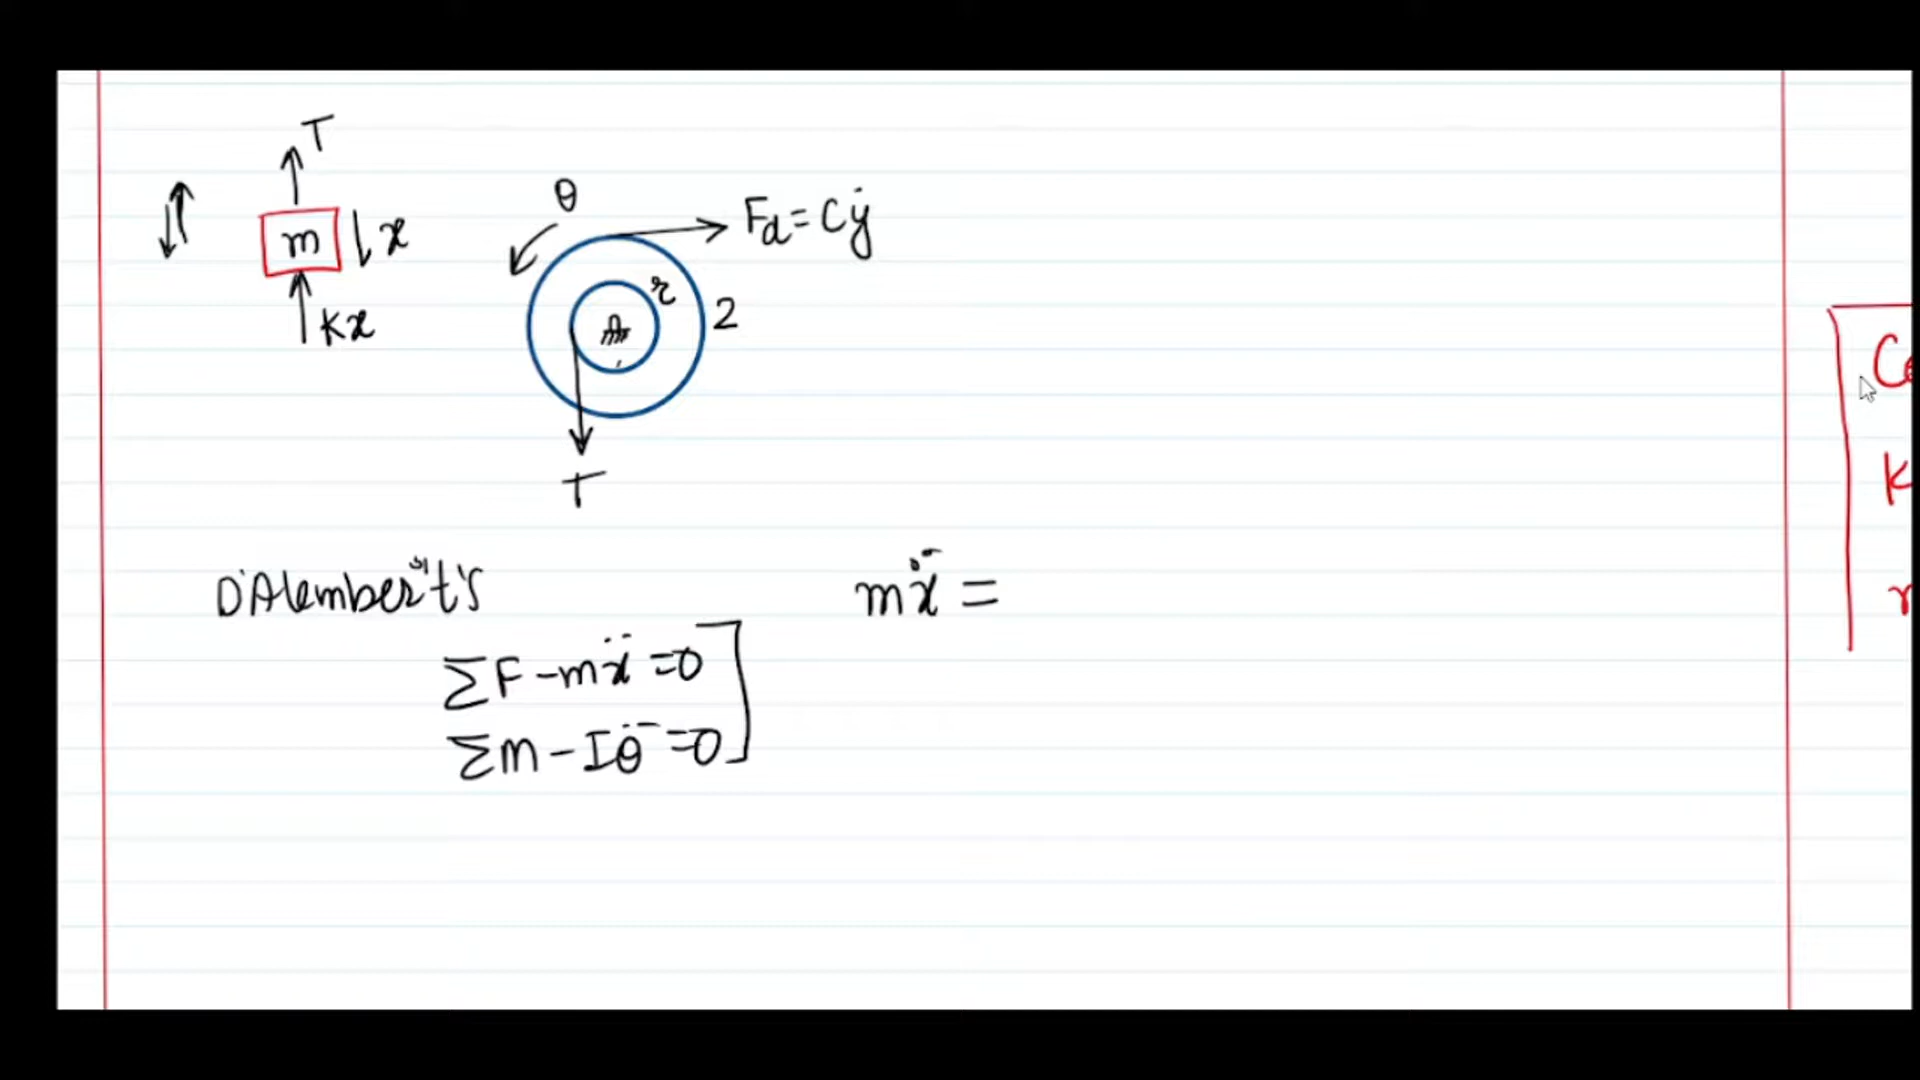 T
m x
kx
θ
Fd = Cẏ
r
2
T
D'Alembert's
ΣF - mẍ = 0
Σm - Iθ̈ = 0
mẍ =
k